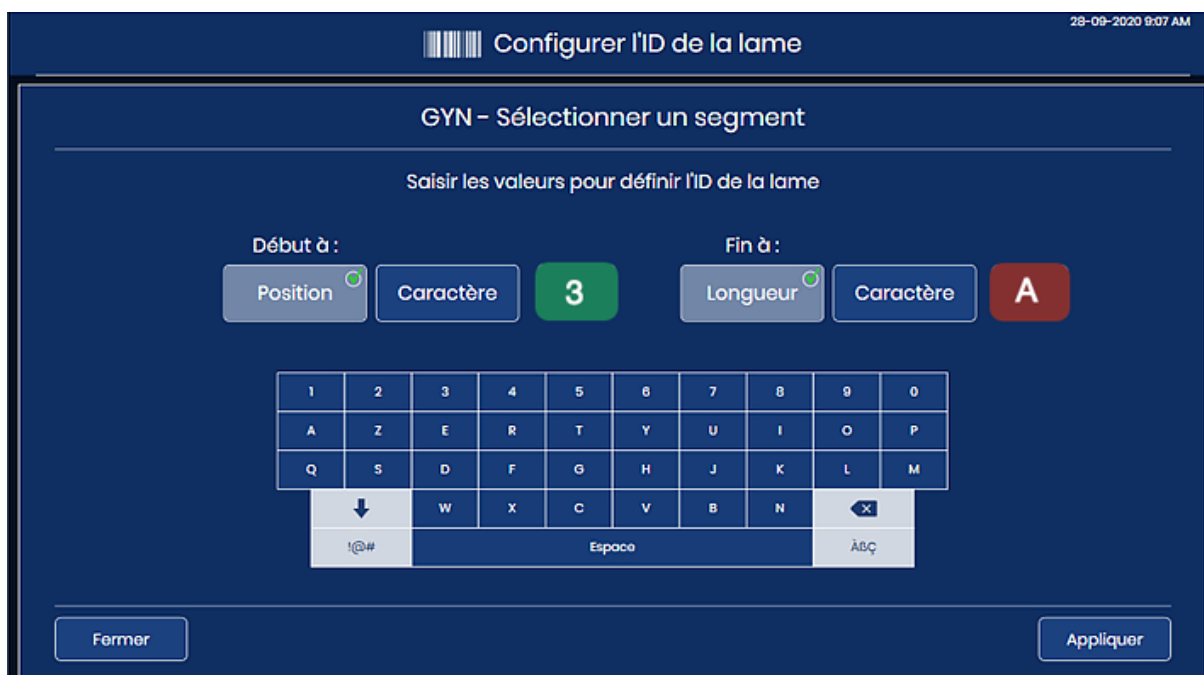 28-09-2020 9:07 AM
Configurer l'ID de la lame
GYN - Sélectionner un segment
Saisir les valeurs pour définir l'ID de la lame
Début à : Fin à :
Position Caractère 3 Longueur Caractère A
1 2 3 4 5 6 7 8 9 0
A Z E R T Y U I O P
Q S D F G H J K L M
W X C V B N
!@# Espace ÀßÇ
Fermer Appliquer